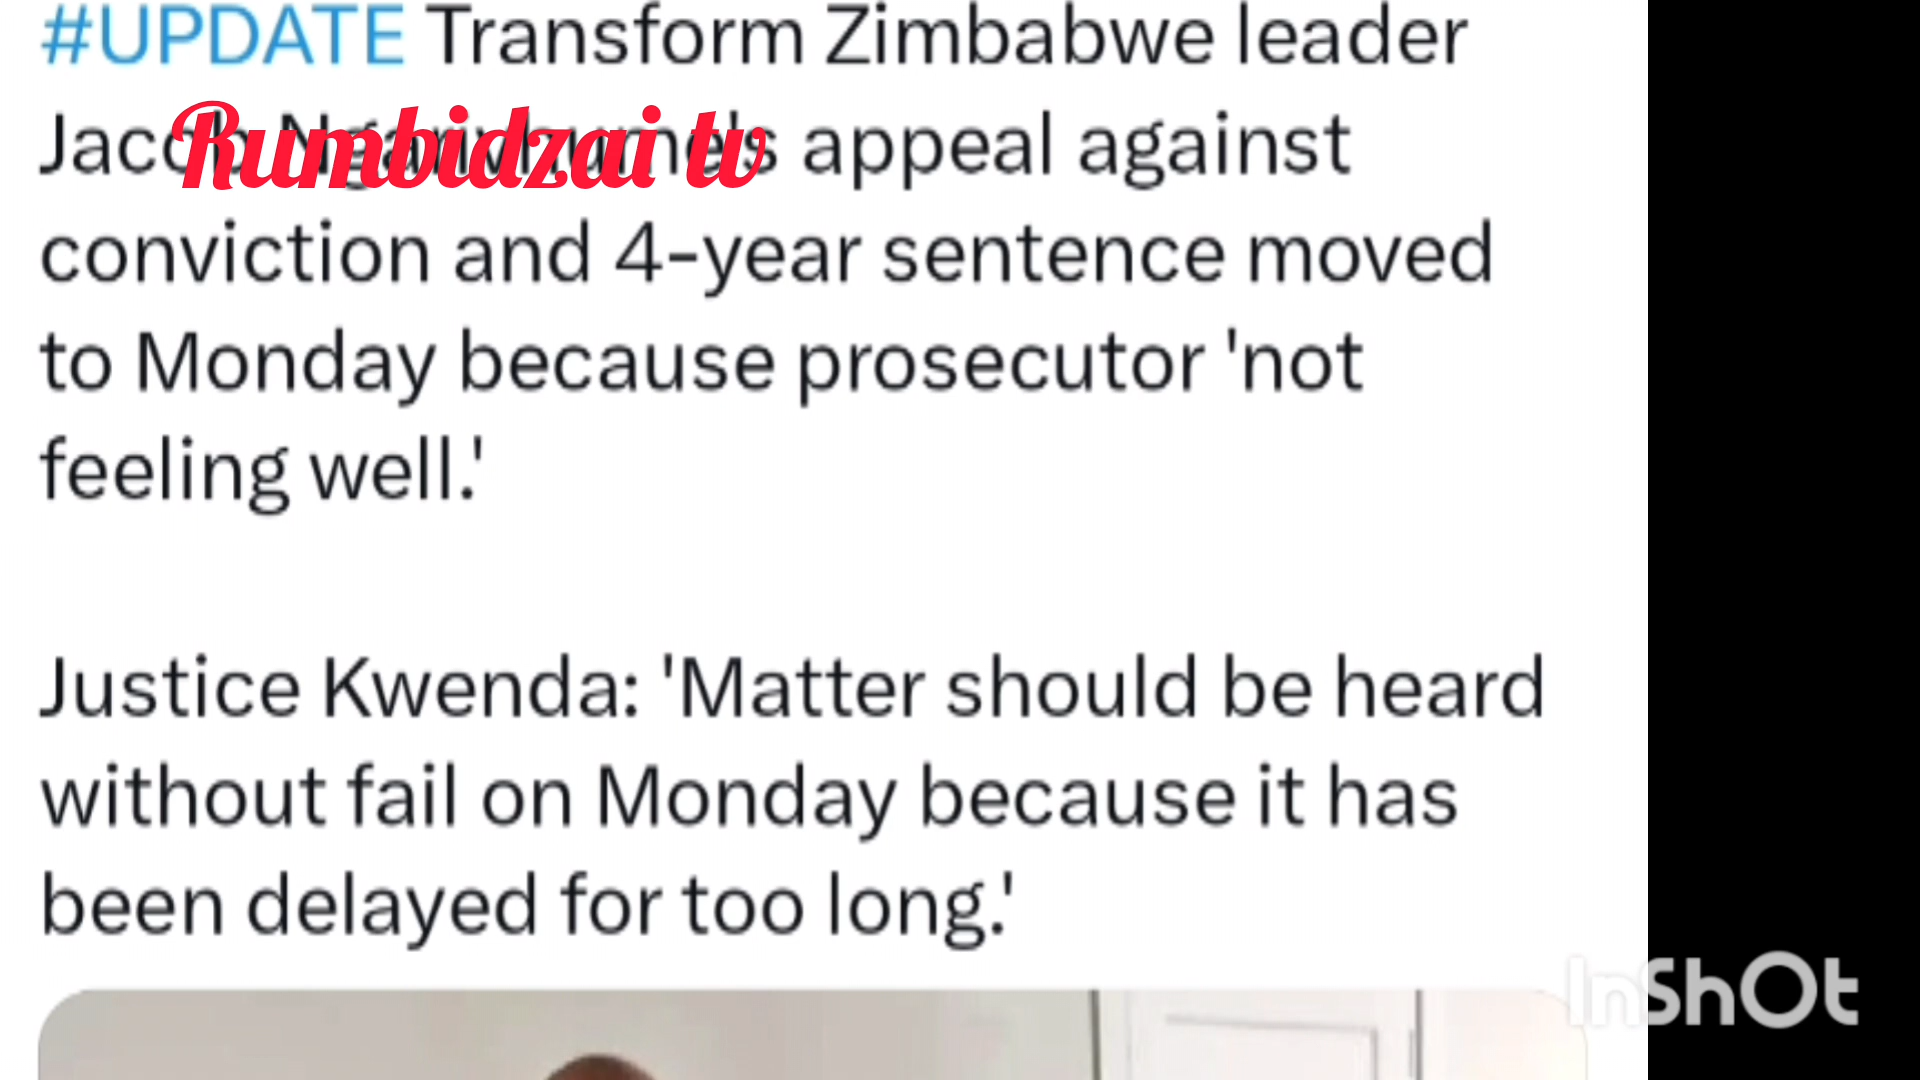 #UPDATE Transform Zimbabwe leader
Jacob Ngarivhume's appeal against
Rumbidzai tv
conviction and 4-year sentence moved
to Monday because prosecutor 'not
feeling well.'
Justice Kwenda: 'Matter should be heard
without fail on Monday because it has
been delayed for too long.'
InShOt